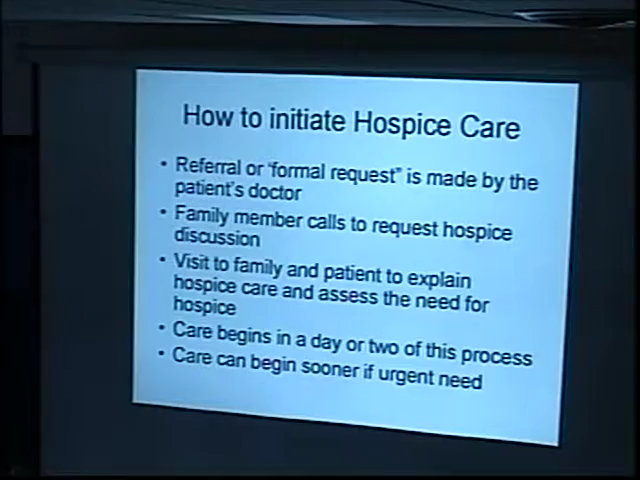 How to initiate Hospice Care
• Referral or "formal request" is made by the
patient's doctor
• Family member calls to request hospice
discussion
• Visit to family and patient to explain
hospice care and assess the need for
hospice
• Care begins in a day or two of this process
• Care can begin sooner if urgent need